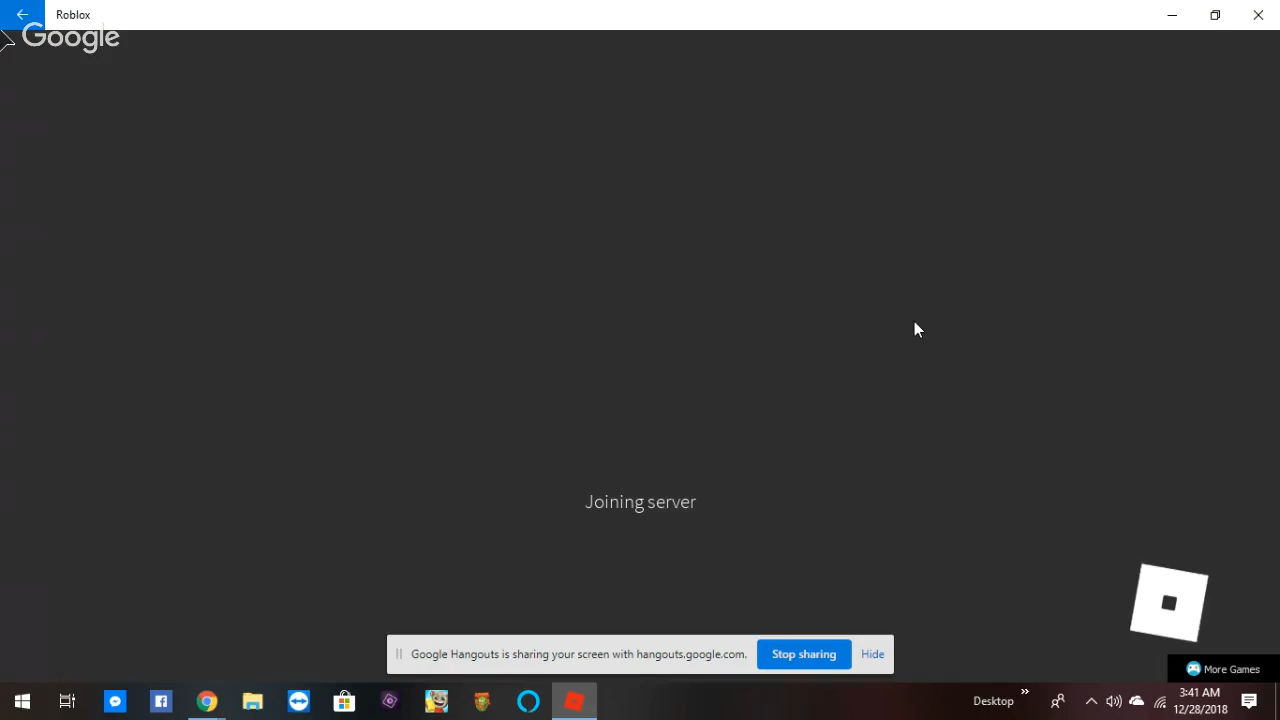 Roblox
Google
Joining server
Google Hangouts is sharing your screen with hangouts.google.com.
Stop sharing
Hide
More Games
Desktop
»
3:41 AM
12/28/2018